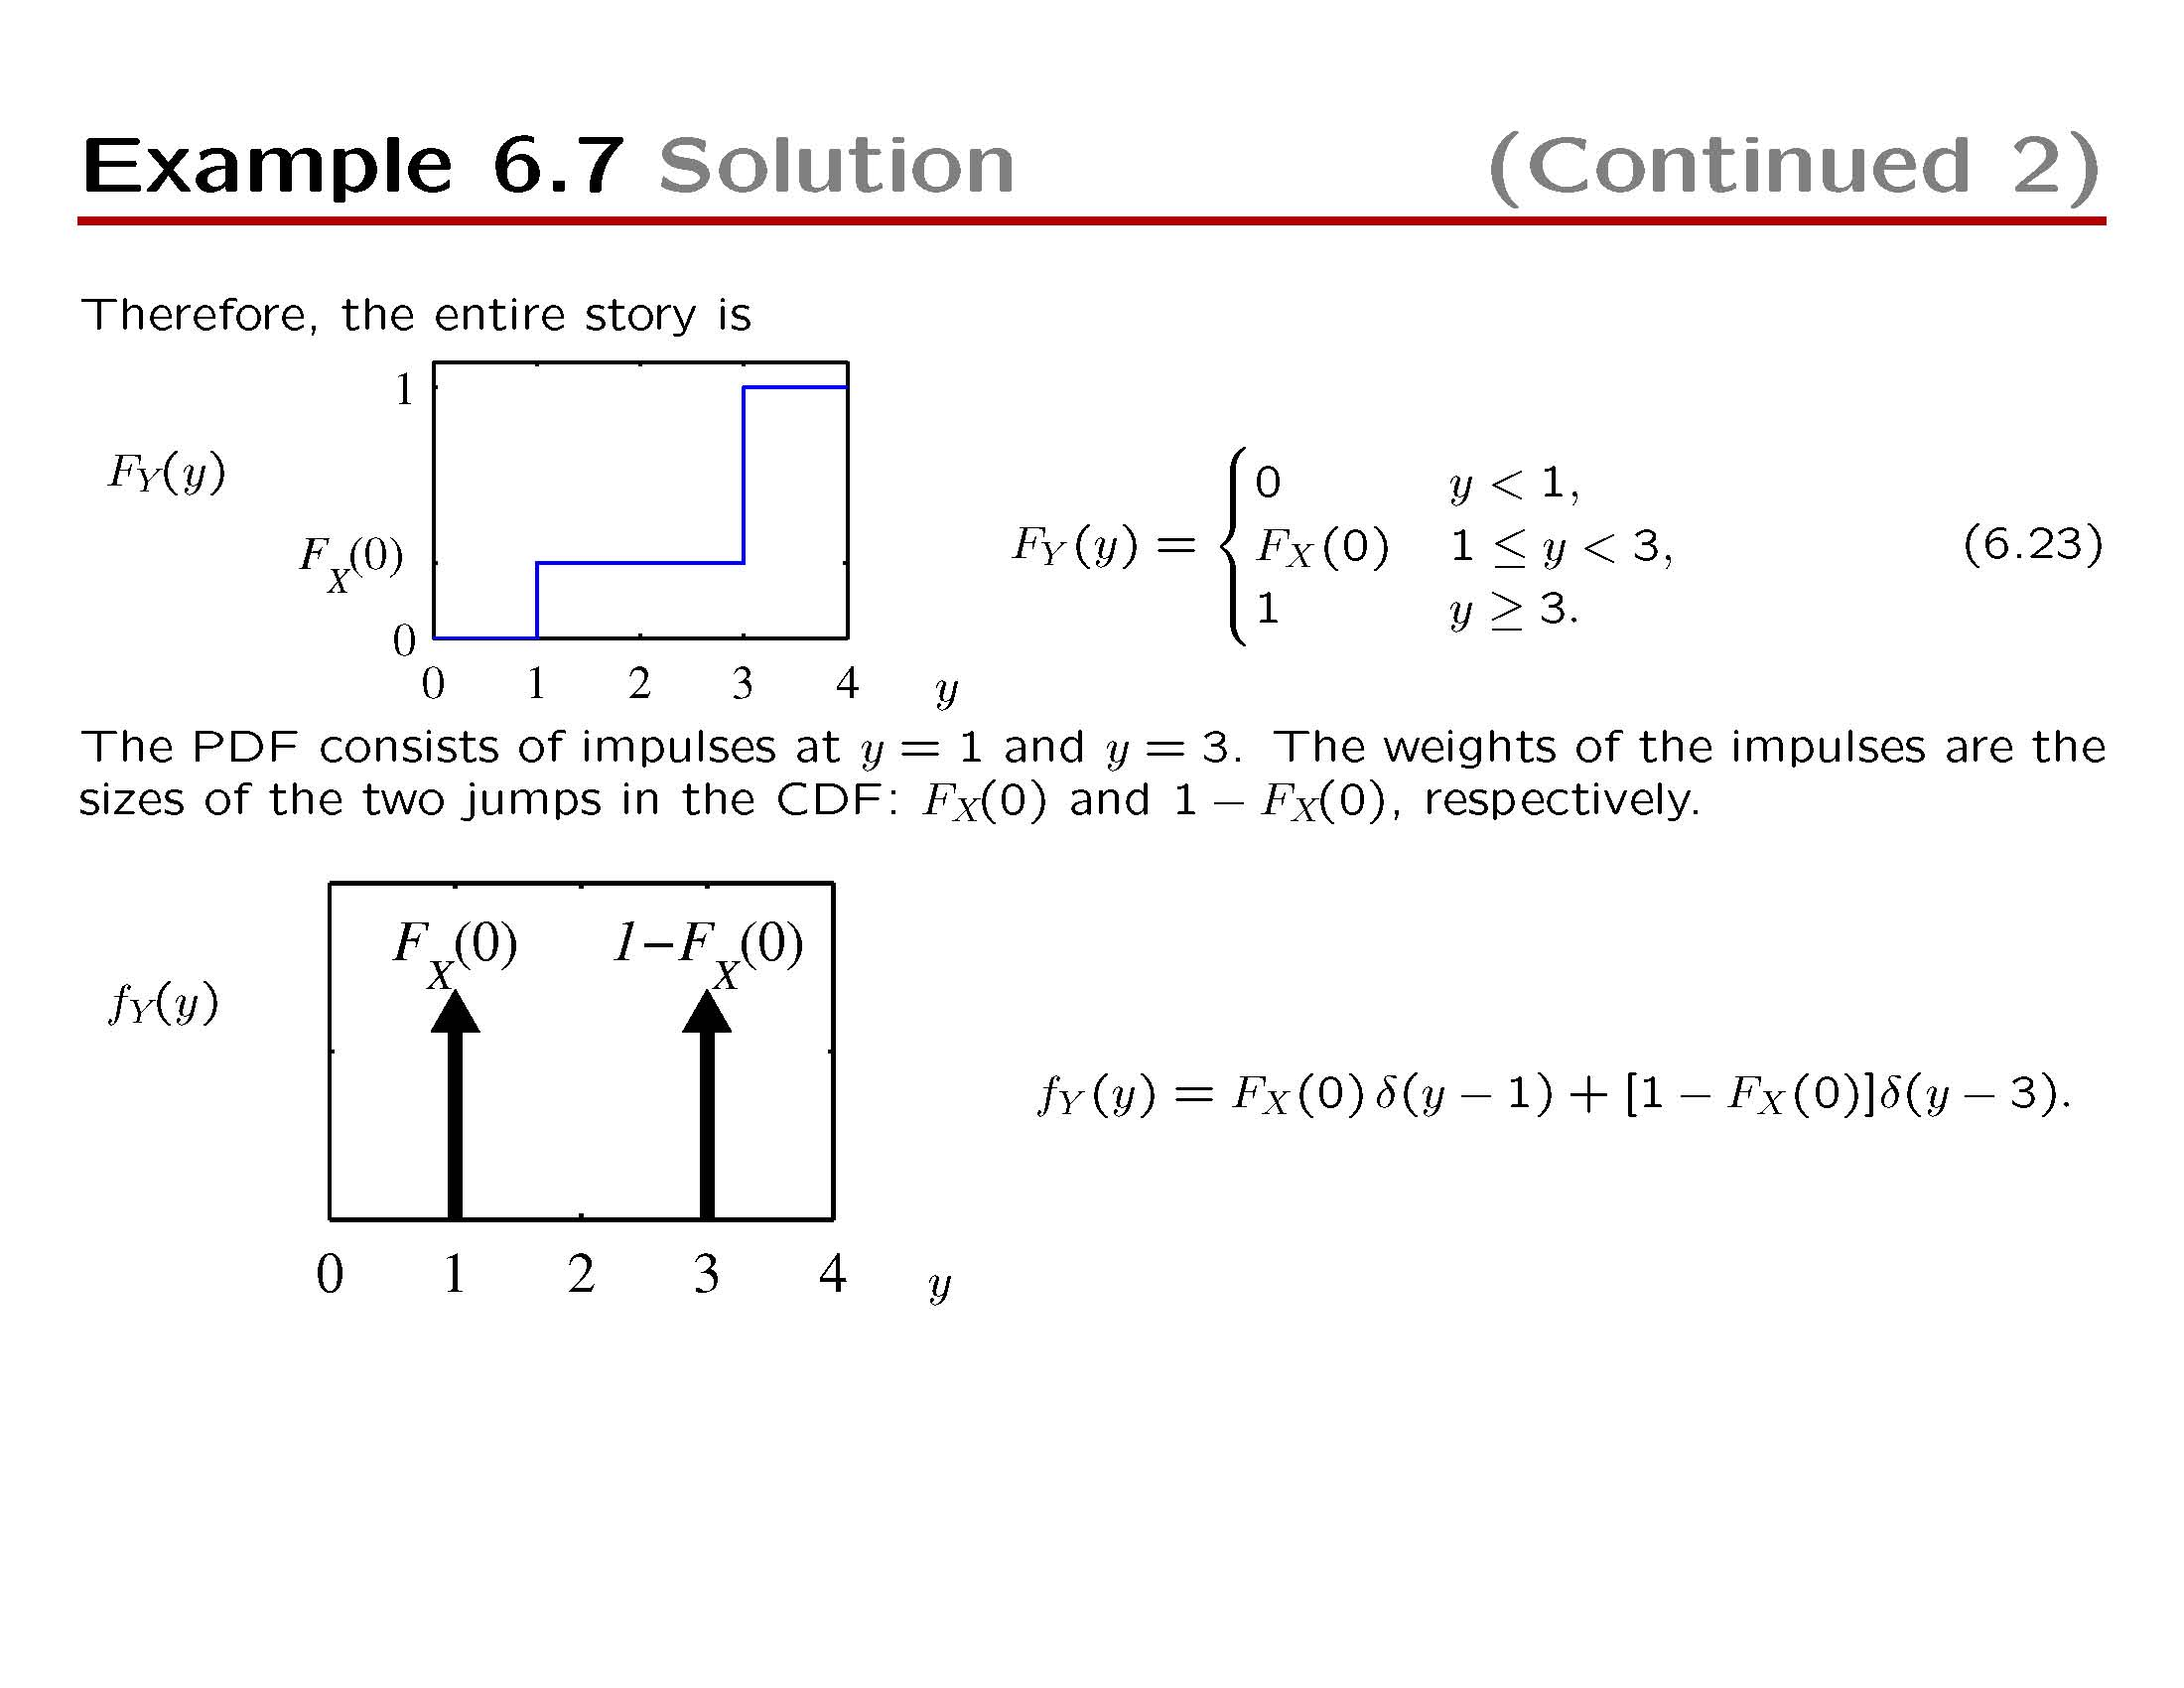 Example 6.7 Solution (Continued 2)
Therefore, the entire story is
1
F_Y(y)
F_X(0)
0
0 1 2 3 4 y
F_Y(y) = { 0 y < 1,
F_X(0) 1 ≤ y < 3, (6.23)
1 y ≥ 3.
The PDF consists of impulses at y = 1 and y = 3. The weights of the impulses are the
sizes of the two jumps in the CDF: F_X(0) and 1 − F_X(0), respectively.
F_X(0) 1−F_X(0)
f_Y(y)
0 1 2 3 4 y
f_Y(y) = F_X(0) δ(y − 1) + [1 − F_X(0)]δ(y − 3).